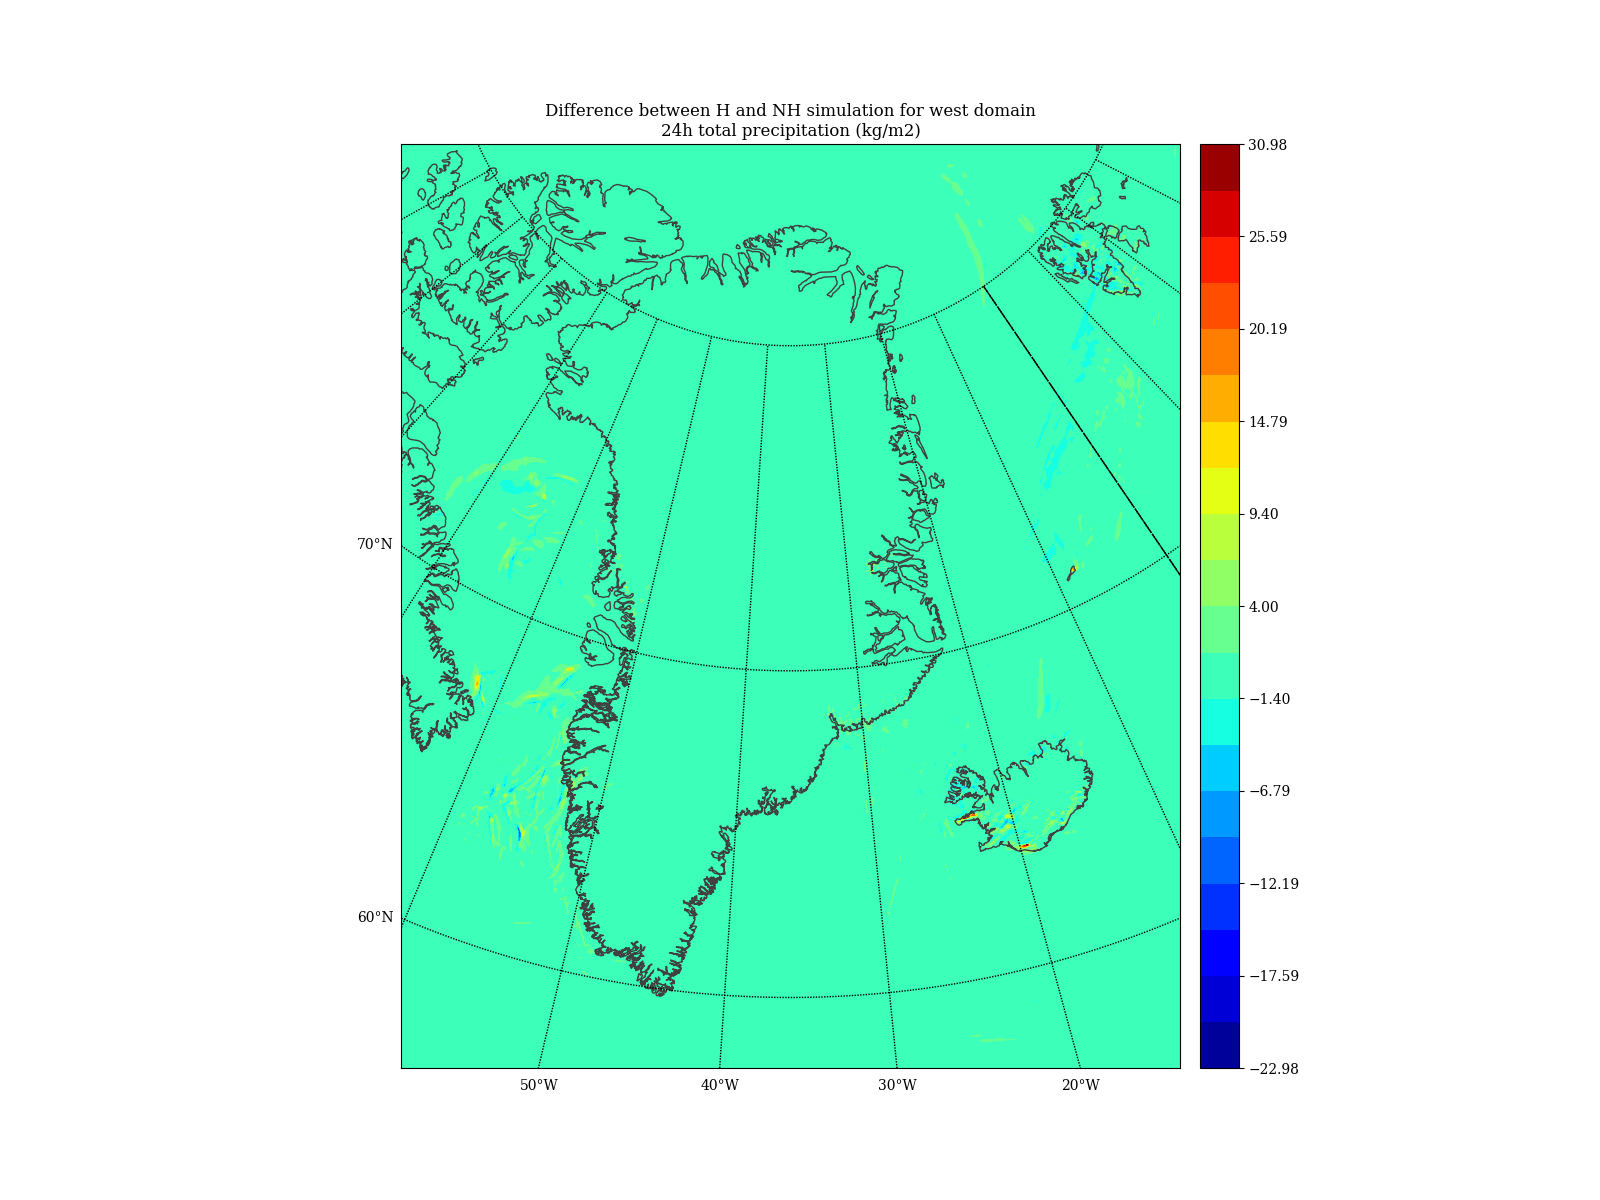 Difference between H and NH simulation for west domain
24h total precipitation (kg/m2)
30.98
25.59
20.19
14.79
9.40
4.00
−1.40
−6.79
−12.19
−17.59
−22.98
70°N
60°N
50°W
40°W
30°W
20°W